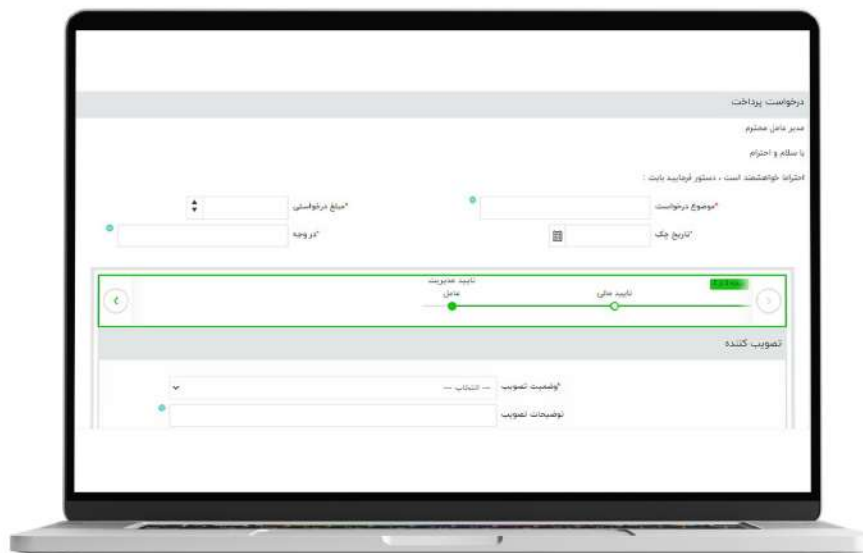 درخواست پرداخت
مدیر عامل محترم
با سلام و احترام
احتراما خواهشمند است ، دستور فرمایید بابت :
*موضوع درخواست
*مبلغ درخواستی
*تاریخ چک
*در وجه
تایید مالی
تایید مدیریت عامل
تصویب کننده
*وضعیت تصویب
--- انتخاب ---
توضیحات تصویب